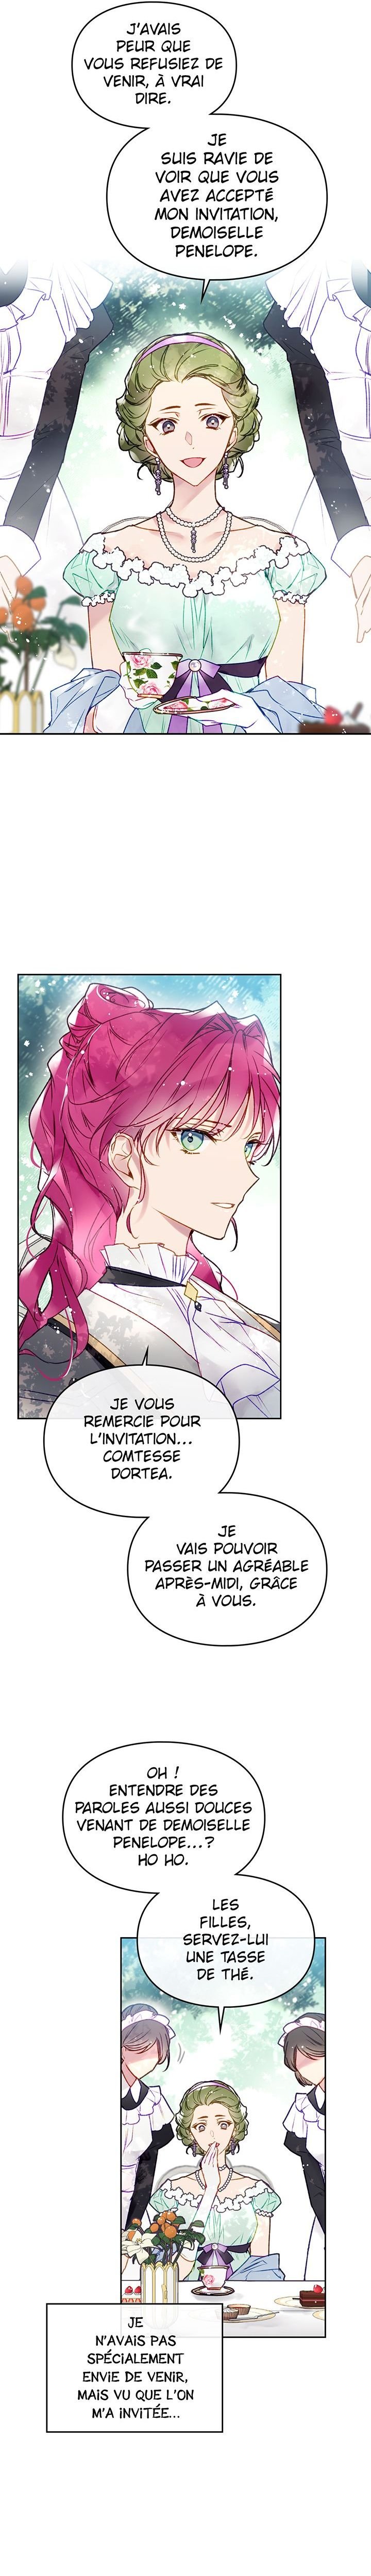 J'AVAIS
PEUR QUE
VOUS REFUSIEZ DE
VENIR, À VRAI
DIRE.
JE
SUIS RAVIE DE
VOIR QUE VOUS
AVEZ ACCEPTÉ
MON INVITATION,
DEMOISELLE
PENELOPE.
JE VOUS
REMERCIE POUR
L'INVITATION...
COMTESSE
DORTEA.
JE
VAIS POUVOIR
PASSER UN AGRÉABLE
APRÈS-MIDI, GRÂCE
À VOUS.
OH !
ENTENDRE DES
PAROLES AUSSI DOUCES
VENANT DE DEMOISELLE
PENELOPE...?
HO HO.
LES
FILLES,
SERVEZ-LUI
UNE TASSE
DE THÉ.
JE
N'AVAIS PAS
SPÉCIALEMENT
ENVIE DE VENIR,
MAIS VU QUE L'ON
M'A INVITÉE...